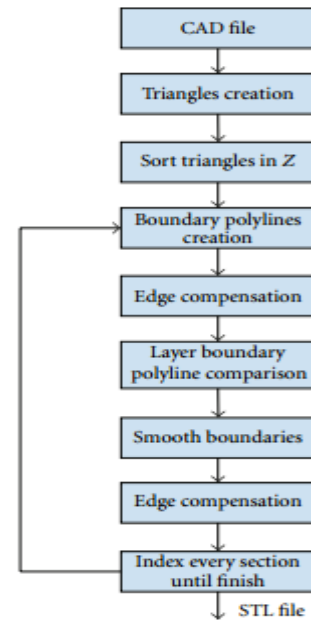 CAD file
Triangles creation
Sort triangles in Z
Boundary polylines
creation
Edge compensation
Layer boundary
polyline comparison
Smooth boundaries
Edge compensation
Index every section
until finish
STL file